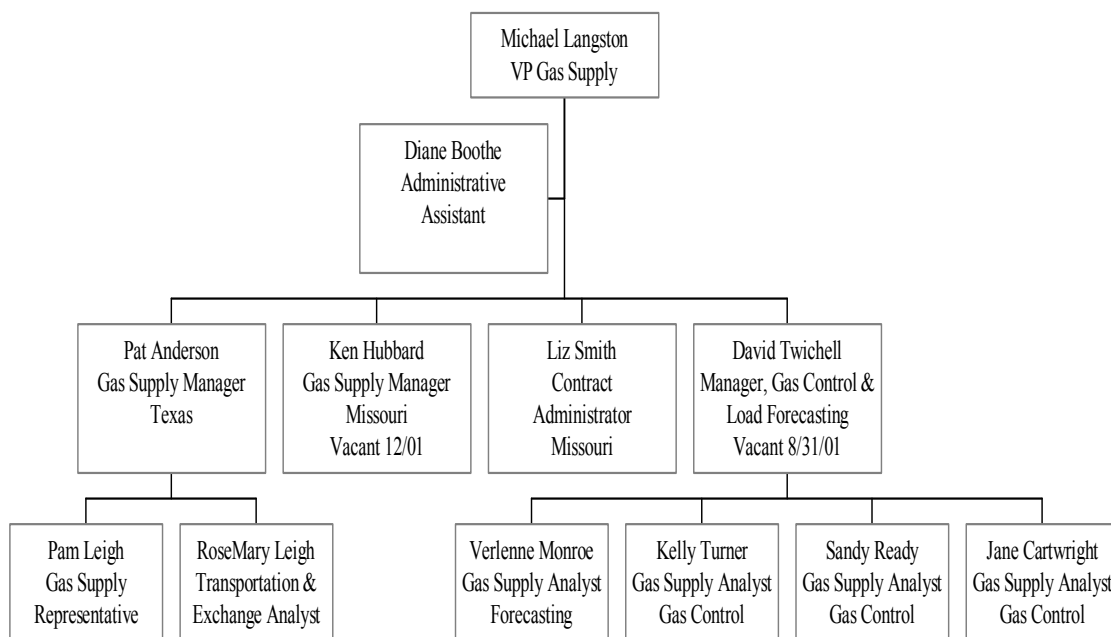 Michael Langston
VP Gas Supply
Diane Boothe
Administrative
Assistant
Pat Anderson
Gas Supply Manager
Texas
Ken Hubbard
Gas Supply Manager
Missouri
Vacant 12/01
Liz Smith
Contract
Administrator
Missouri
David Twichell
Manager, Gas Control &
Load Forecasting
Vacant 8/31/01
Pam Leigh
Gas Supply
Representative
RoseMary Leigh
Transportation &
Exchange Analyst
Verlenne Monroe
Gas Supply Analyst
Forecasting
Kelly Turner
Gas Supply Analyst
Gas Control
Sandy Ready
Gas Supply Analyst
Gas Control
Jane Cartwright
Gas Supply Analyst
Gas Control